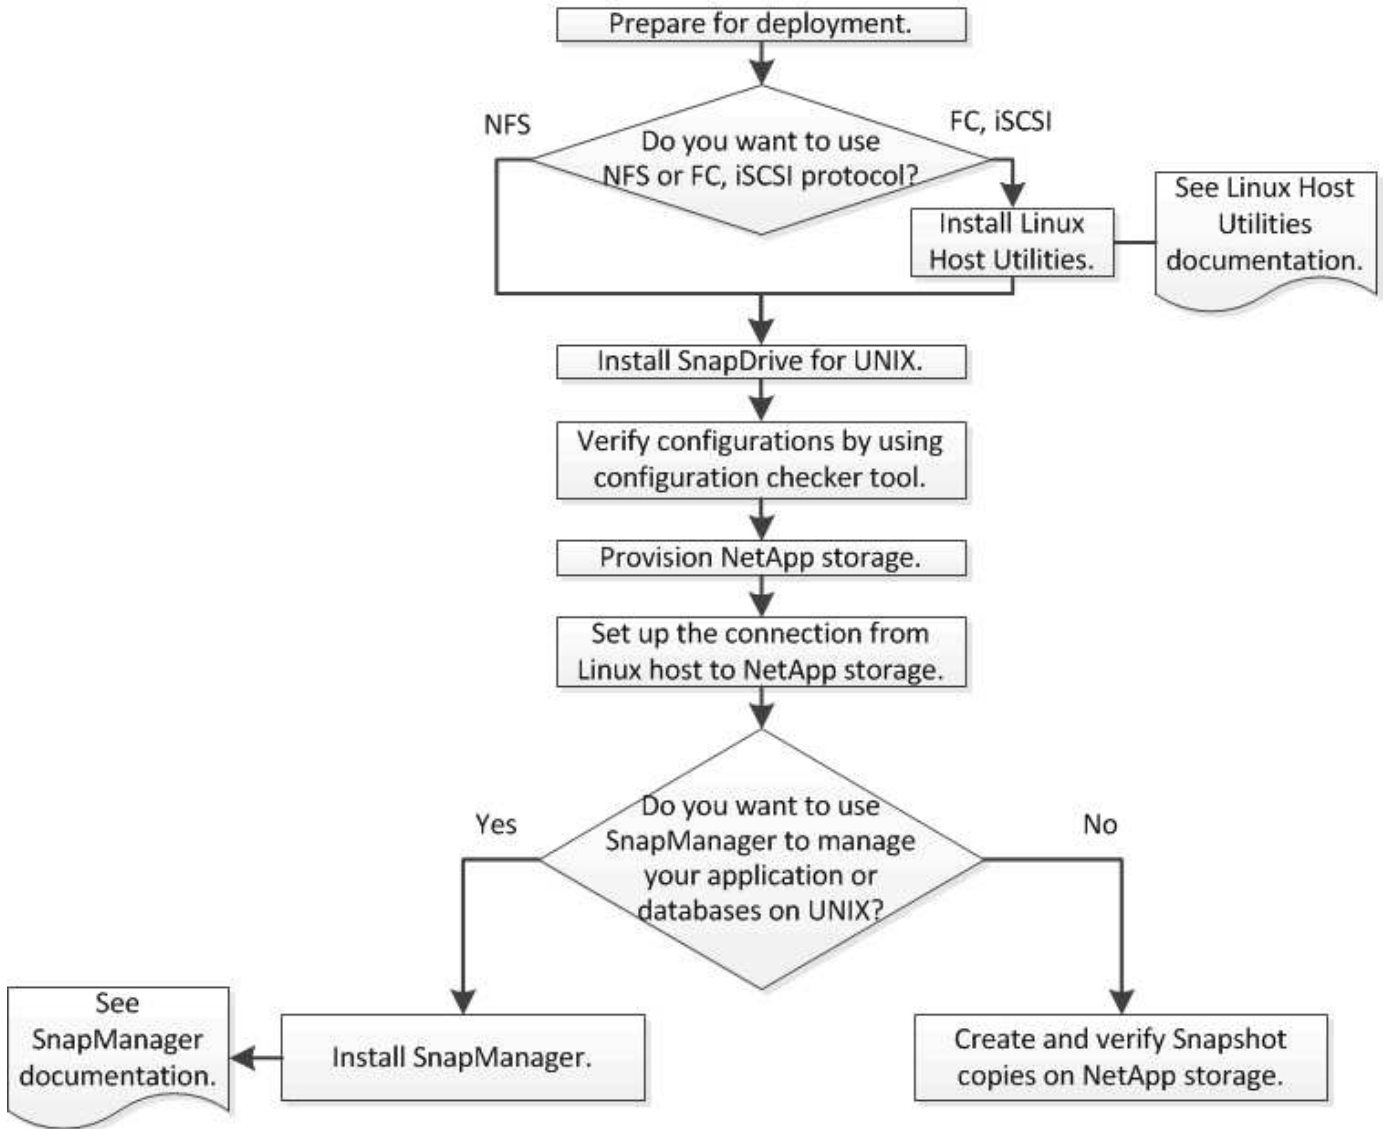 Prepare for deployment.
NFS
FC, iSCSI
Do you want to use
NFS or FC, iSCSI protocol?
Install Linux
Host Utilities.
See Linux Host
Utilities
documentation.
Install SnapDrive for UNIX.
Verify configurations by using
configuration checker tool.
Provision NetApp storage.
Set up the connection from
Linux host to NetApp storage.
Yes
No
Do you want to use
SnapManager to manage
your application or
databases on UNIX?
See
SnapManager
documentation.
Install SnapManager.
Create and verify Snapshot
copies on NetApp storage.